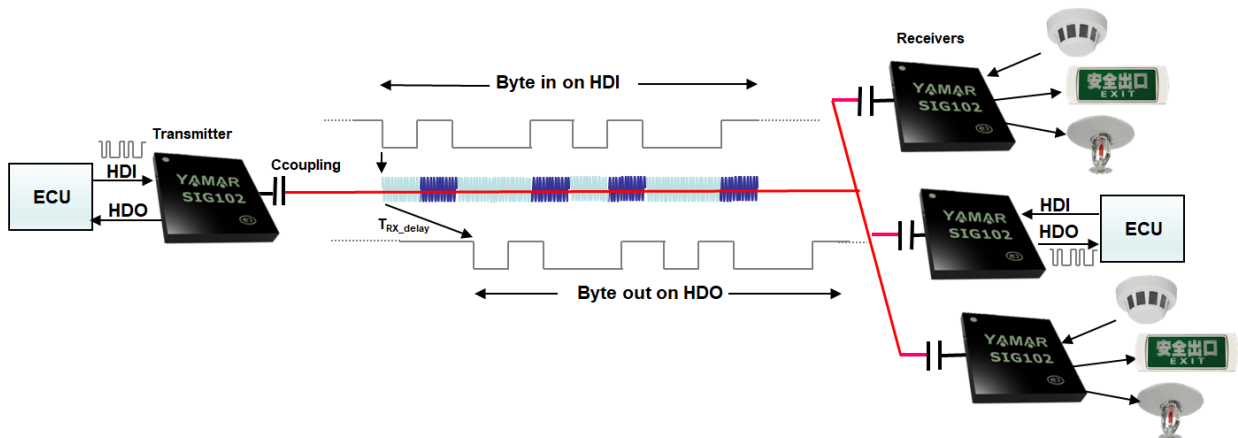 Receivers
Byte in on HDI
YAMAR
SIG102
安全出口
EXIT
Transmitter
HDI
Ccoupling
ECU
YAMAR
SIG102
HDO
TRX_delay
YAMAR
SIG102
HDI
HDO
ECU
Byte out on HDO
YAMAR
SIG102
安全出口
EXIT